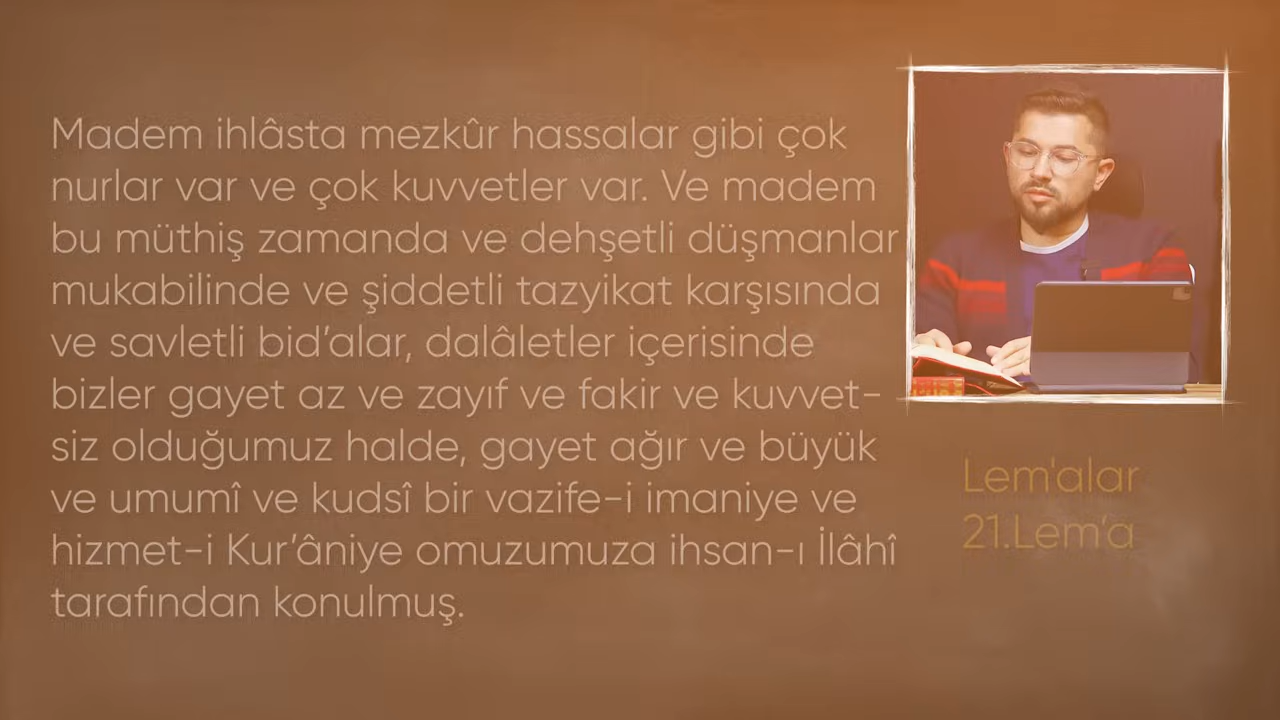 Madem ihlâsta mezkûr hassalar gibi çok
nurlar var ve çok kuvvetler var. Ve madem
bu müthiş zamanda ve dehşetli düşmanlar
mukabilinde ve şiddetli tazyikat karşısında
ve savletli bid’alar, dalâletler içerisinde
bizler gayet az ve zayıf ve fakir ve kuvvet-
siz olduğumuz halde, gayet ağır ve büyük
ve umumî ve kudsî bir vazife-i imaniye ve
hizmet-i Kur’âniye omuzumuza ihsan-ı İlâhî
tarafından konulmuş.
Lem'alar
21.Lem’a